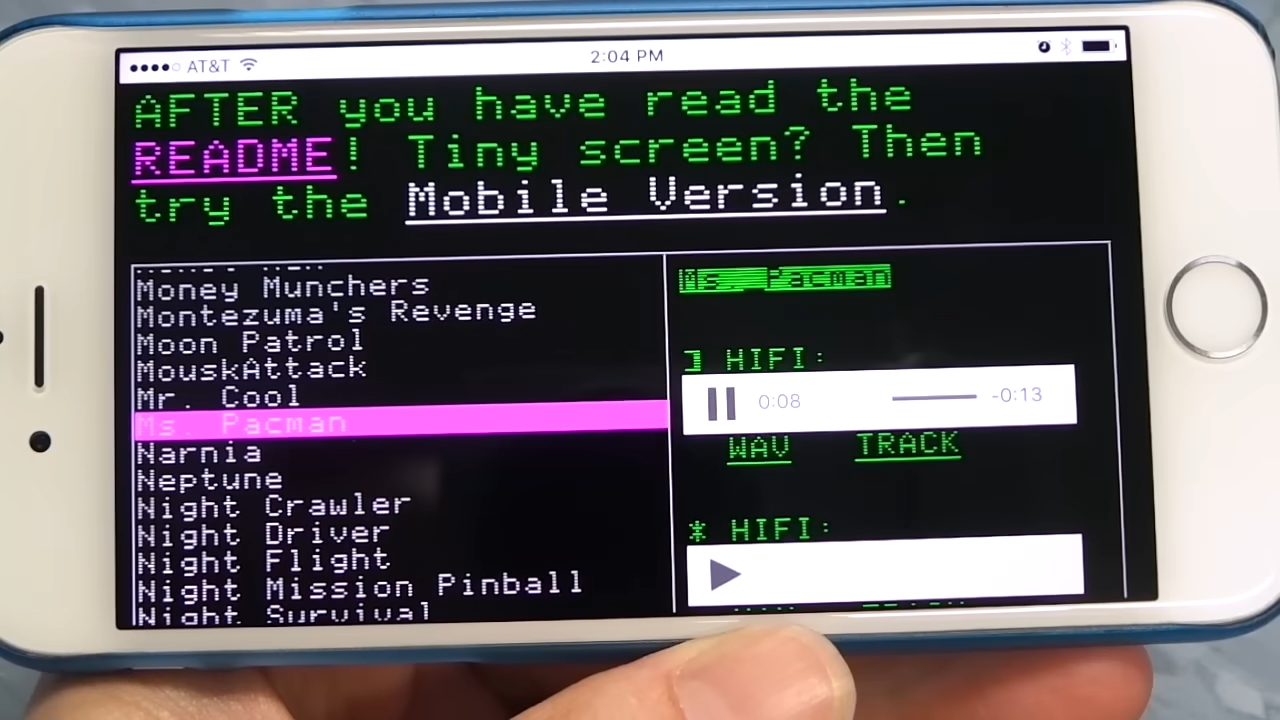 AT&T
2:04 PM
AFTER you have read the
README! Tiny screen? Then
try the Mobile Version.
Money Munchers
Montezuma's Revenge
Moon Patrol
MouskAttack
Mr. Cool
Ms. Pacman
Narnia
Neptune
Night Crawler
Night Driver
Night Flight
Night Mission Pinball
Night Survival
Ms. Pacman
] HIFI:
0:08
-0:13
WAV TRACK
* HIFI: